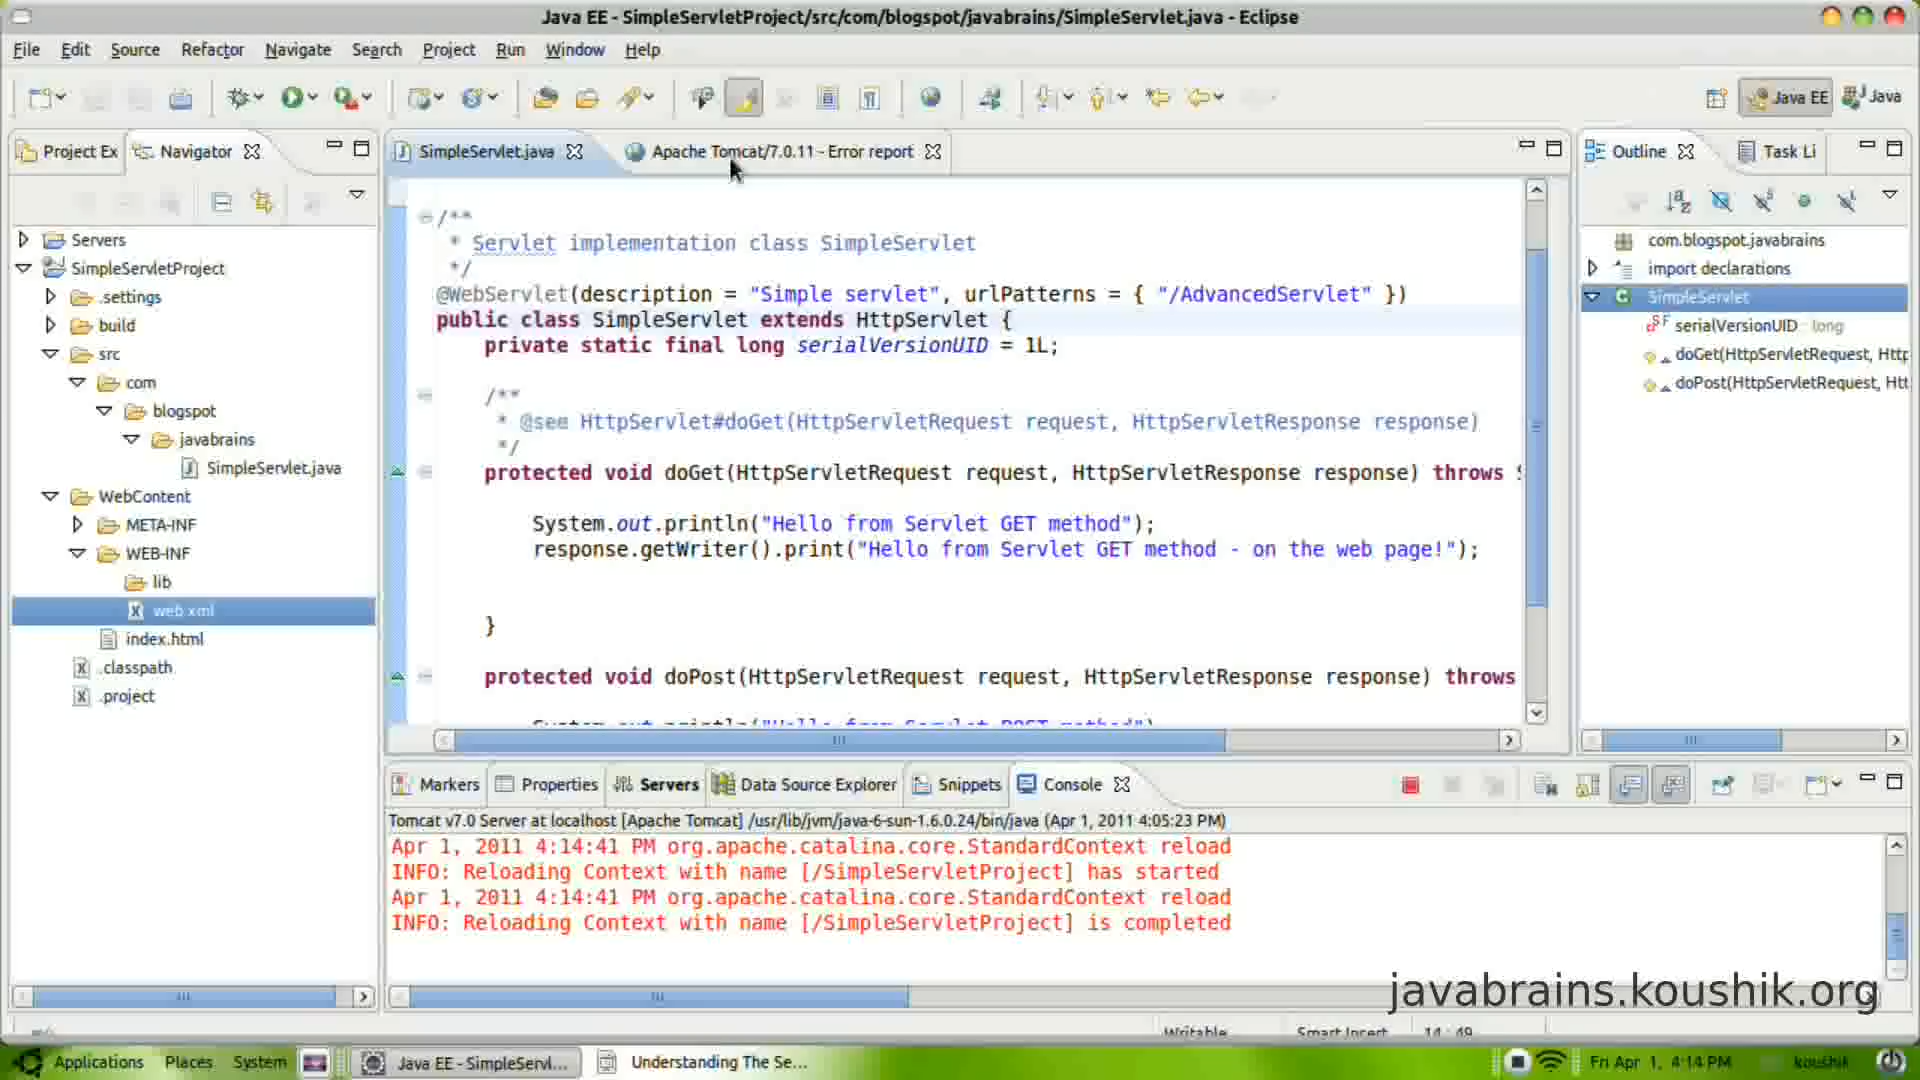 Java EE - SimpleServletProject/src/com/blogspot/javabrains/SimpleServlet.java - Eclipse
File Edit Source Refactor Navigate Search Project Run Window Help
Java EE Java
Project Ex Navigator
SimpleServlet.java Apache Tomcat/7.0.11 - Error report
Outline Task Li
Servers
SimpleServletProject
.settings
build
src
com
blogspot
javabrains
SimpleServlet.java
WebContent
META-INF
WEB-INF
lib
web.xml
index.html
.classpath
.project
/**
* Servlet implementation class SimpleServlet
*/
@WebServlet(description = "Simple servlet", urlPatterns = { "/AdvancedServlet" })
public class SimpleServlet extends HttpServlet {
private static final long serialVersionUID = 1L;
/**
* @see HttpServlet#doGet(HttpServletRequest request, HttpServletResponse response)
*/
protected void doGet(HttpServletRequest request, HttpServletResponse response) throws S
System.out.println("Hello from Servlet GET method");
response.getWriter().print("Hello from Servlet GET method - on the web page!");
}
protected void doPost(HttpServletRequest request, HttpServletResponse response) throws
System.out.println("Hello from Servlet POST method")
com.blogspot.javabrains
import declarations
SimpleServlet
serialVersionUID : long
doGet(HttpServletRequest, Http
doPost(HttpServletRequest, Htt
Markers Properties Servers Data Source Explorer Snippets Console
Tomcat v7.0 Server at localhost [Apache Tomcat] /usr/lib/jvm/java-6-sun-1.6.0.24/bin/java (Apr 1, 2011 4:05:23 PM)
Apr 1, 2011 4:14:41 PM org.apache.catalina.core.StandardContext reload
INFO: Reloading Context with name [/SimpleServletProject] has started
Apr 1, 2011 4:14:41 PM org.apache.catalina.core.StandardContext reload
INFO: Reloading Context with name [/SimpleServletProject] is completed
javabrains.koushik.org
Writable Smart Insert 14 : 49
Applications Places System Java EE - SimpleServl... Understanding The Se... Fri Apr 1, 4:14 PM koushik